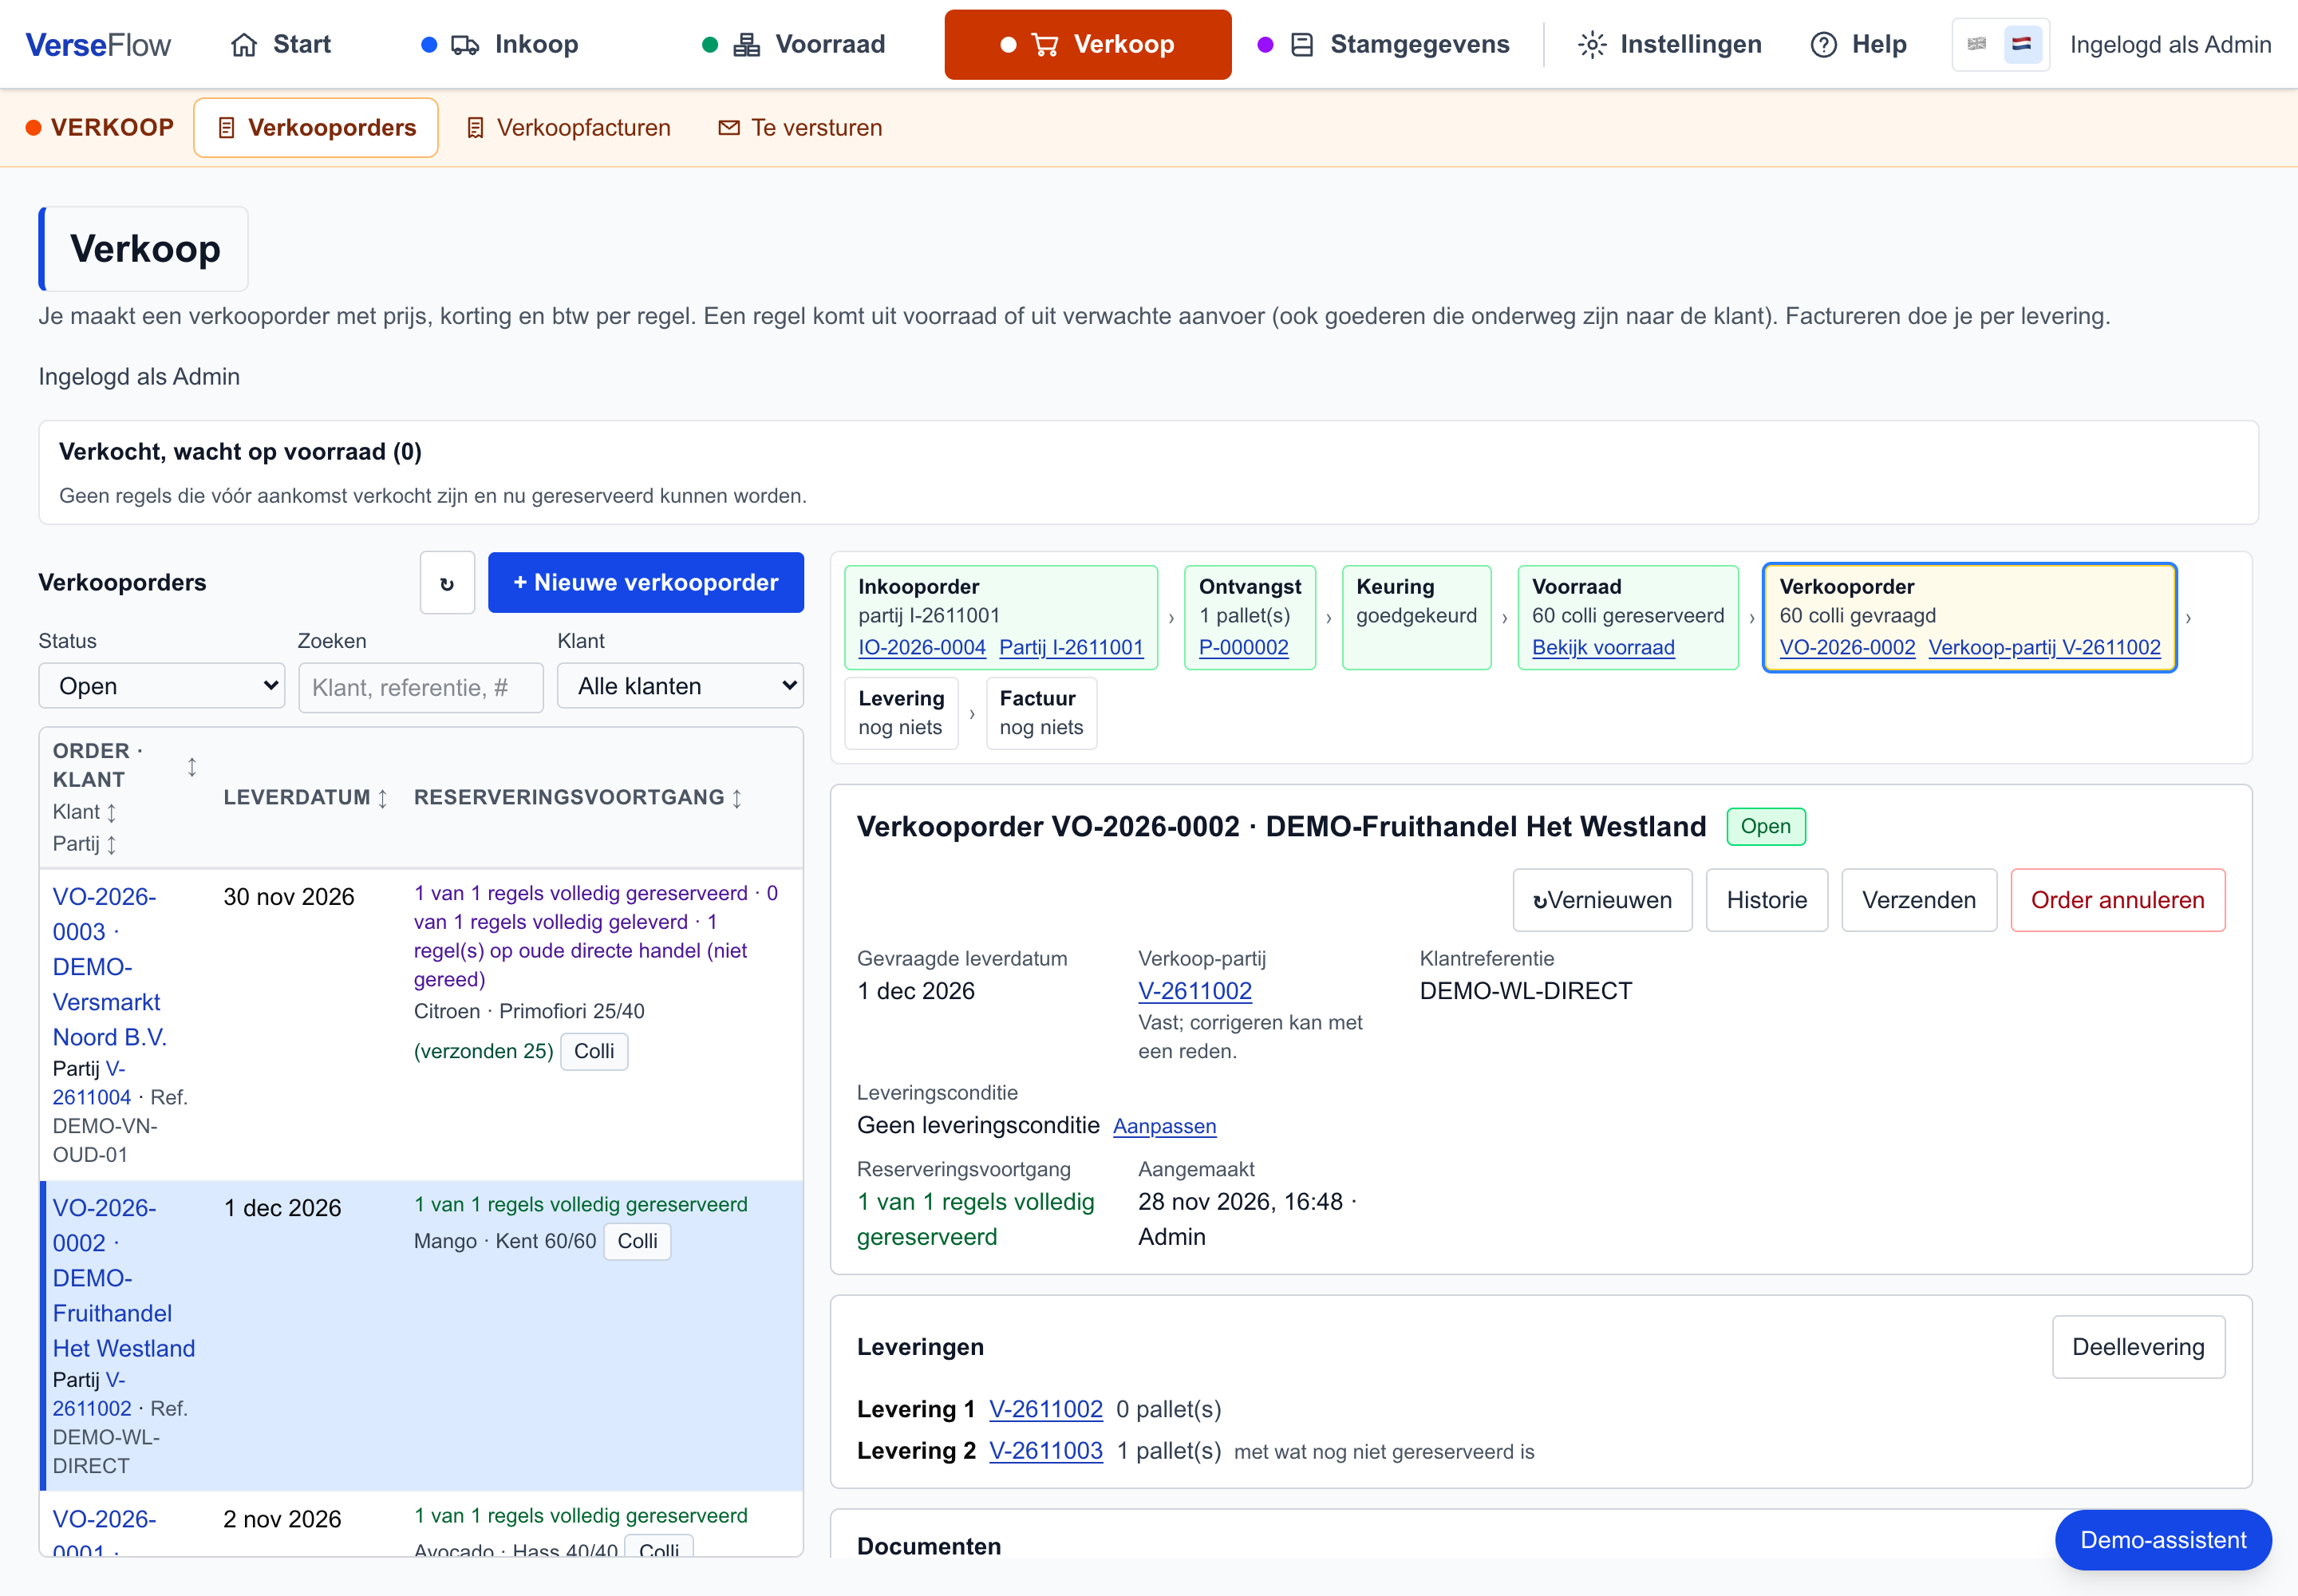 VerseFlow
Start
Inkoop
Voorraad
Verkoop
Stamgegevens
Instellingen
Help
Ingelogd als Admin
VERKOOP
Verkooporders
Verkoopfacturen
Te versturen
Verkoop
Je maakt een verkooporder met prijs, korting en btw per regel. Een regel komt uit voorraad of uit verwachte aanvoer (ook goederen die onderweg zijn naar de klant). Factureren doe je per levering.
Ingelogd als Admin
Verkocht, wacht op voorraad (0)
Geen regels die vóór aankomst verkocht zijn en nu gereserveerd kunnen worden.
Verkooporders
↻
+ Nieuwe verkooporder
Status
Zoeken
Klant
Open
Klant, referentie, #
Alle klanten
ORDER ·
KLANT ↕
Klant ↕
Partij ↕
LEVERDATUM ↕
RESERVERINGSVOORTGANG ↕
VO-2026-
0003 ·
DEMO-
Versmarkt
Noord B.V.
Partij V-
2611004 · Ref.
DEMO-VN-
OUD-01
30 nov 2026
1 van 1 regels volledig gereserveerd · 0
van 1 regels volledig geleverd · 1
regel(s) op oude directe handel (niet
gereed)
Citroen · Primofiori 25/40
(verzonden 25) Colli
VO-2026-
0002 ·
DEMO-
Fruithandel
Het Westland
Partij V-
2611002 · Ref.
DEMO-WL-
DIRECT
1 dec 2026
1 van 1 regels volledig gereserveerd
Mango · Kent 60/60 Colli
VO-2026-
0001 ·
2 nov 2026
1 van 1 regels volledig gereserveerd
Avocado · Hass 40/40 Colli
Inkooporder
partij I-2611001
IO-2026-0004 Partij I-2611001
›
Ontvangst
1 pallet(s)
P-000002
›
Keuring
goedgekeurd
›
Voorraad
60 colli gereserveerd
Bekijk voorraad
›
Verkooporder
60 colli gevraagd
VO-2026-0002 Verkoop-partij V-2611002
›
Levering
nog niets
›
Factuur
nog niets
Verkooporder VO-2026-0002 · DEMO-Fruithandel Het Westland Open
↻Vernieuwen
Historie
Verzenden
Order annuleren
Gevraagde leverdatum
1 dec 2026
Verkoop-partij
V-2611002
Vast; corrigeren kan met
een reden.
Klantreferentie
DEMO-WL-DIRECT
Leveringsconditie
Geen leveringsconditie Aanpassen
Reserveringsvoortgang
1 van 1 regels volledig
gereserveerd
Aangemaakt
28 nov 2026, 16:48 ·
Admin
Leveringen
Deellevering
Levering 1 V-2611002 0 pallet(s)
Levering 2 V-2611003 1 pallet(s) met wat nog niet gereserveerd is
Documenten
Demo-assistent